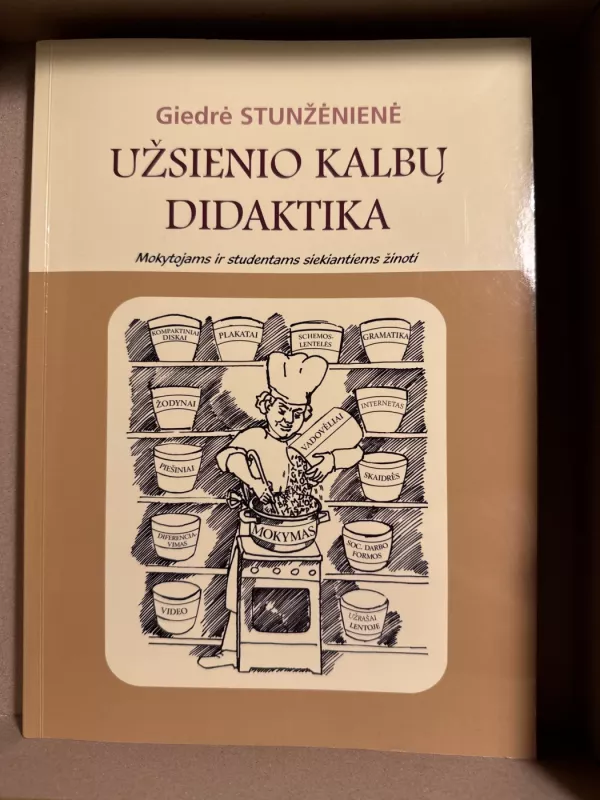 Giedrė STUNŽĖNIENĖ
UŽSIENIO KALBŲ
DIDAKTIKA
Mokytojams ir studentams siekiantiems žinoti
KOMPAKTINIAI
DISKAI
PLAKATAI
SCHEMOS-
LENTELĖS
GRAMATIKA
ŽODYNAI
VADOVĖLIAI
INTERNETAS
PIEŠINIAI
SKAIDRĖS
MOKYMAS
DIFERENCIA-
VIMAS
SOC. DARBO
FORMOS
VIDEO
UŽRAŠAI
LENTOJE